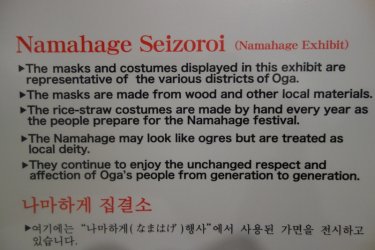 Namahage Seizoroi (Namahage Exhibit)
▶The masks and costumes displayed in this exhibit are
representative of the various districts of Oga.
▶The masks are made from wood and other local materials.
▶The rice-straw costumes are made by hand every year as
the people prepare for the Namahage festival.
▶The Namahage may look like ogres but are treated as
local deity.
▶They continue to enjoy the unchanged respect and
affection of Oga's people from generation to generation.
나마하게 집결소
▶여기에는 "나마하게(なまはげ)행사"에서 사용된 가면을 전시하고
있습니다.